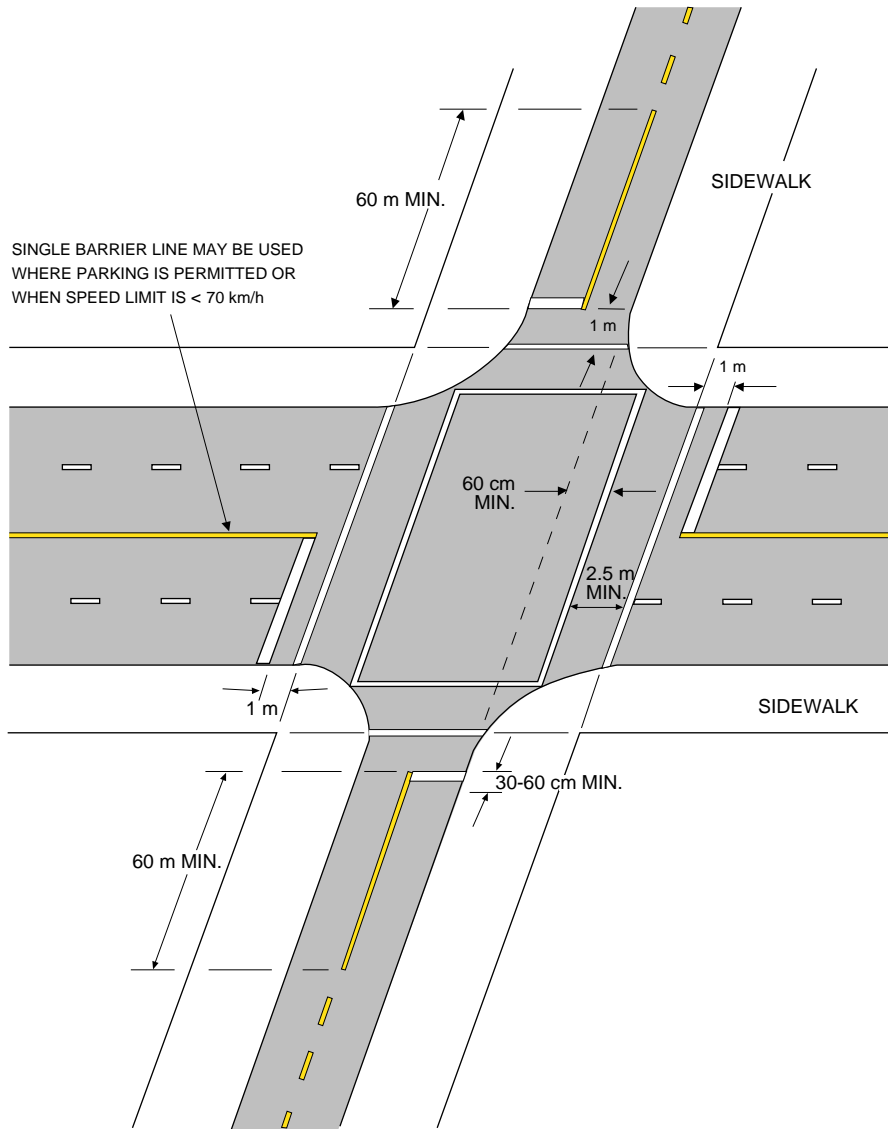 SIDEWALK
60 m MIN.
SINGLE BARRIER LINE MAY BE USED
WHERE PARKING IS PERMITTED OR
WHEN SPEED LIMIT IS < 70 km/h
1 m
1 m
60 cm
MIN.
2.5 m
MIN.
1 m
SIDEWALK
30-60 cm MIN.
60 m MIN.